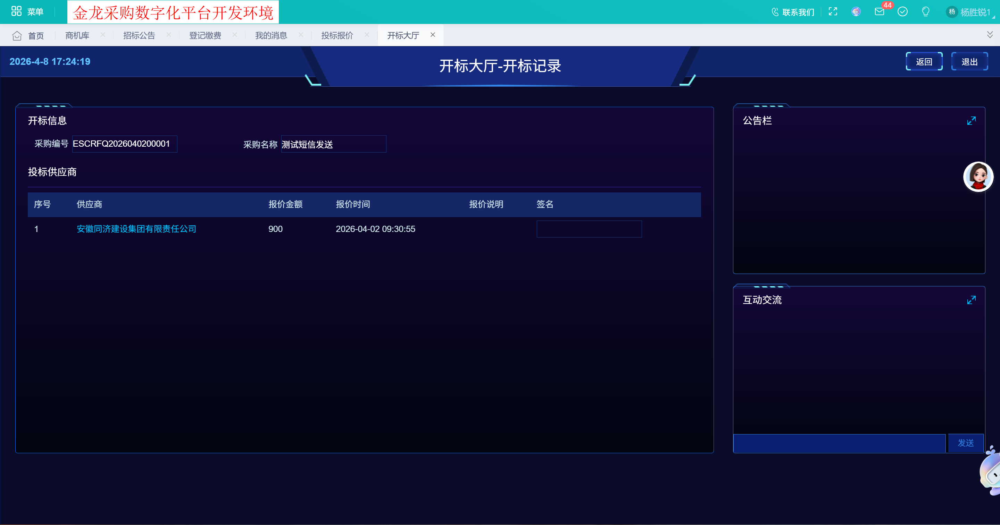 菜单
金龙采购数字化平台开发环境
联系我们
44
杨
杨胜锐1
首页
商机库
招标公告
登记缴费
我的消息
投标报价
开标大厅
2026-4-8 17:24:19
开标大厅-开标记录
返回
退出
开标信息
采购编号 ESCRFQ2026040200001
采购名称 测试短信发送
投标供应商
序号 供应商 报价金额 报价时间 报价说明 签名
1 安徽同济建设集团有限责任公司 900 2026-04-02 09:30:55
公告栏
互动交流
发送